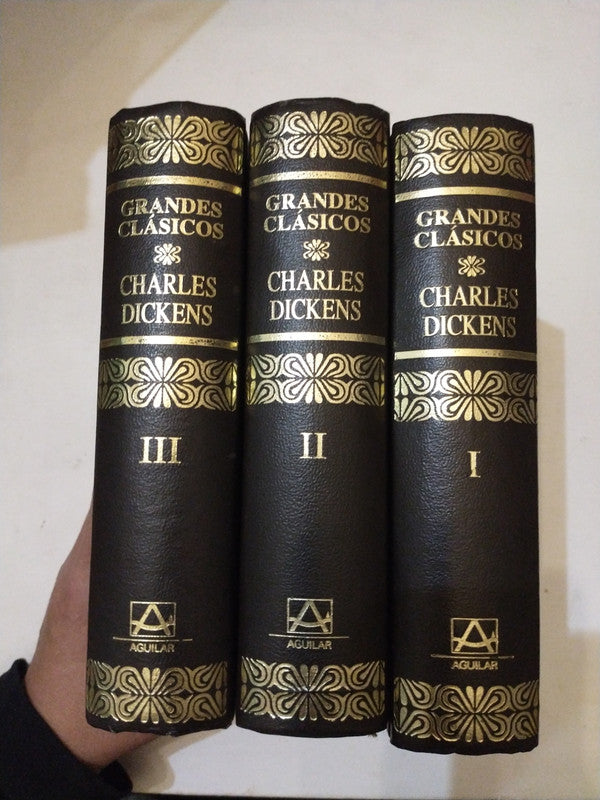 GRANDES
CLÁSICOS
CHARLES
DICKENS
III
AGUILAR
GRANDES
CLÁSICOS
CHARLES
DICKENS
II
AGUILAR
GRANDES
CLÁSICOS
CHARLES
DICKENS
I
AGUILAR